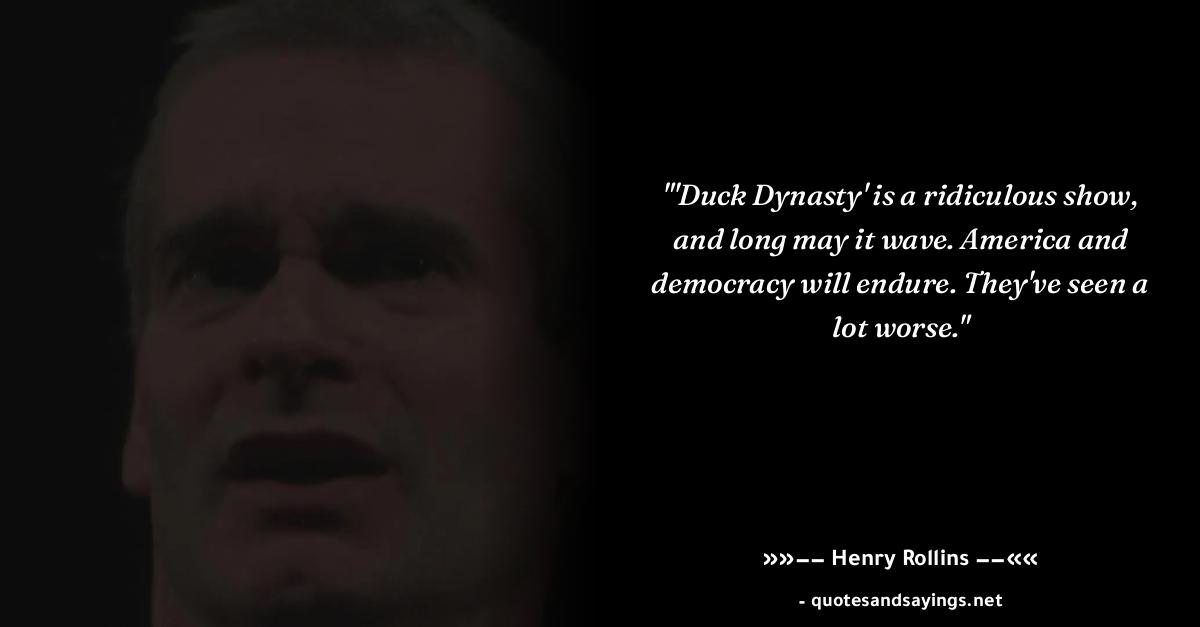 "'Duck Dynasty' is a ridiculous show,
and long may it wave. America and
democracy will endure. They've seen a
lot worse."
»»–– Henry Rollins ––««
- quotesandsayings.net